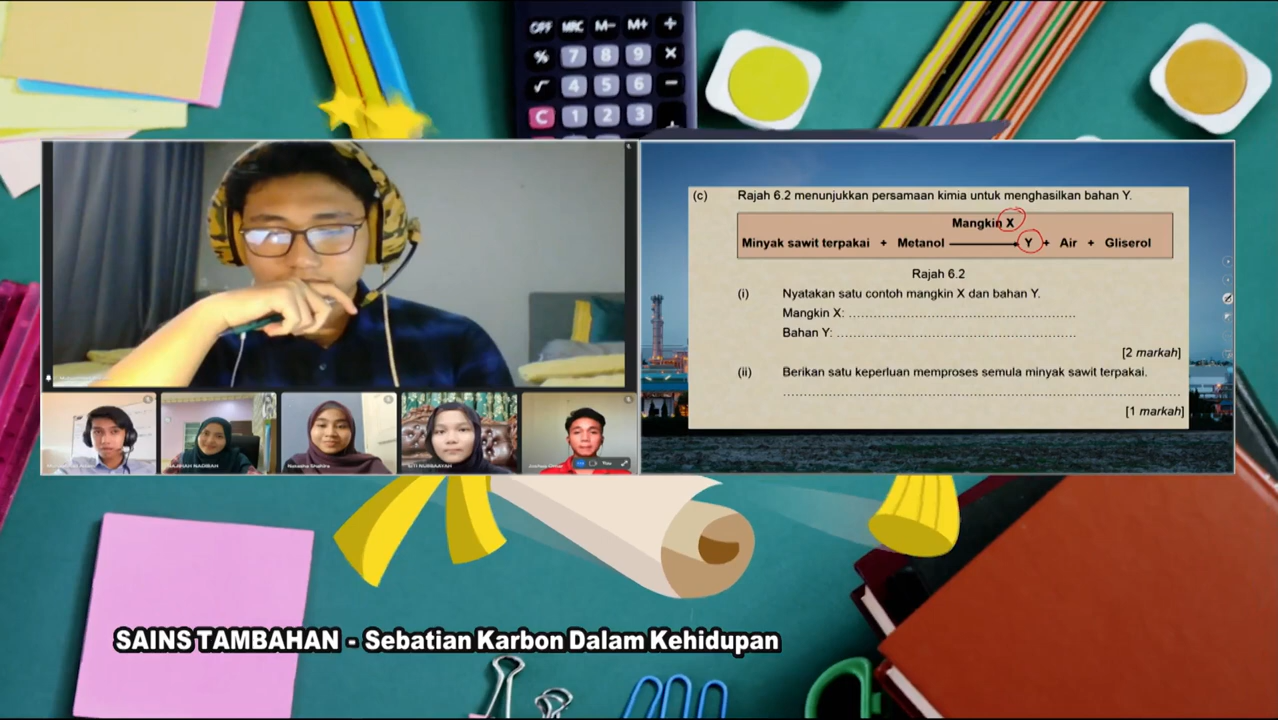 OFF MRC M− M+ +
% 7 8 9 ×
√ 4 5 6 −
C 1 2 3 +
(c) Rajah 6.2 menunjukkan persamaan kimia untuk menghasilkan bahan Y.
Mangkin X
Minyak sawit terpakai + Metanol Y + Air + Gliserol
Rajah 6.2
(i) Nyatakan satu contoh mangkin X dan bahan Y.
Mangkin X: ........................................................
Bahan Y: ..........................................................
[2 markah]
(ii) Berikan satu keperluan memproses semula minyak sawit terpakai.
..........................................................................................
[1 markah]
NAJIHAH NADIRAH
Natasha Shahira
SITI NURBAAYAH
SAINS TAMBAHAN - Sebatian Karbon Dalam Kehidupan